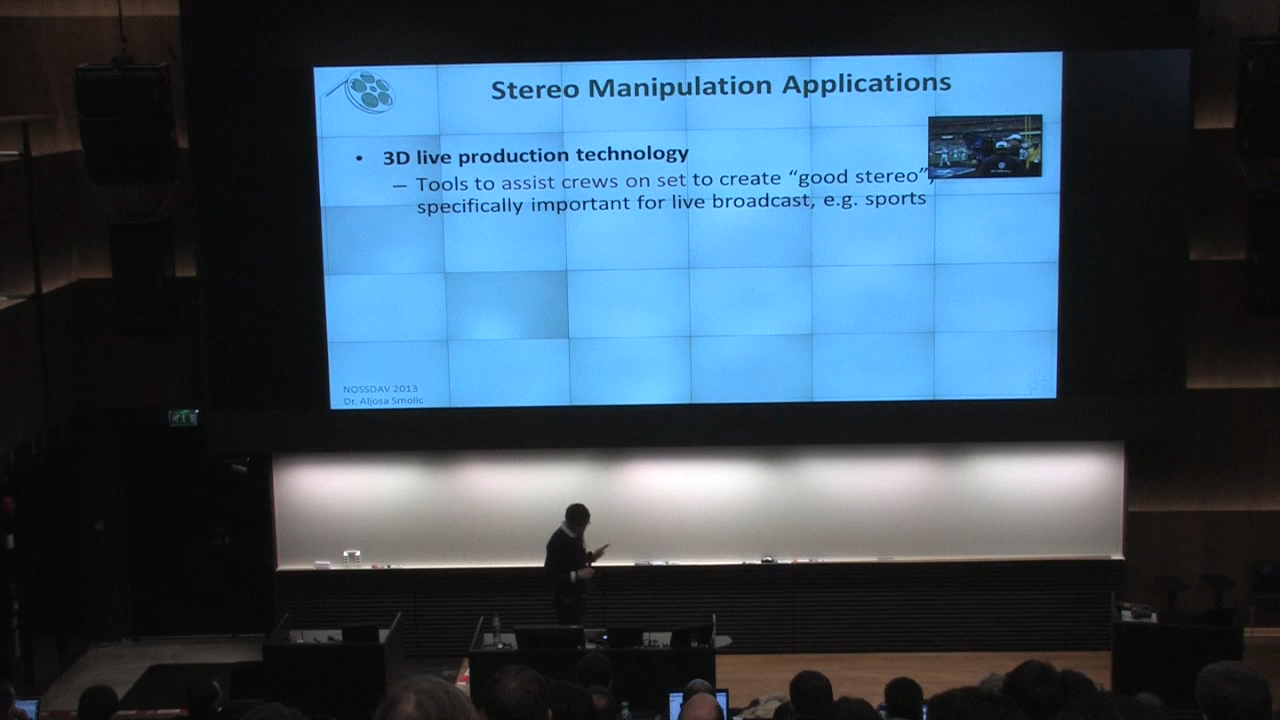 Stereo Manipulation Applications
• 3D live production technology
– Tools to assist crews on set to create “good stereo”,
specifically important for live broadcast, e.g. sports
NOSSDAV 2013
Dr. Aljosa Smolic